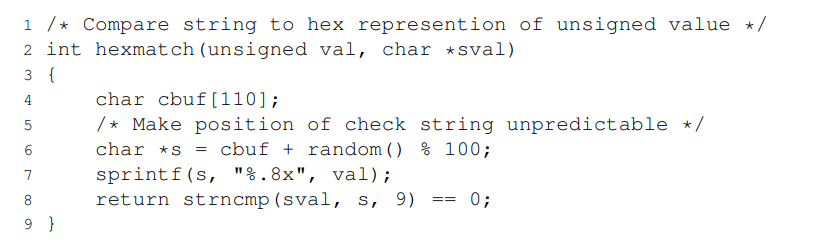 1 /* Compare string to hex represention of unsigned value */
2 int hexmatch(unsigned val, char *sval)
3 {
4     char cbuf[110];
5     /* Make position of check string unpredictable */
6     char *s = cbuf + random() % 100;
7     sprintf(s, "%.8x", val);
8     return strncmp(sval, s, 9) == 0;
9 }